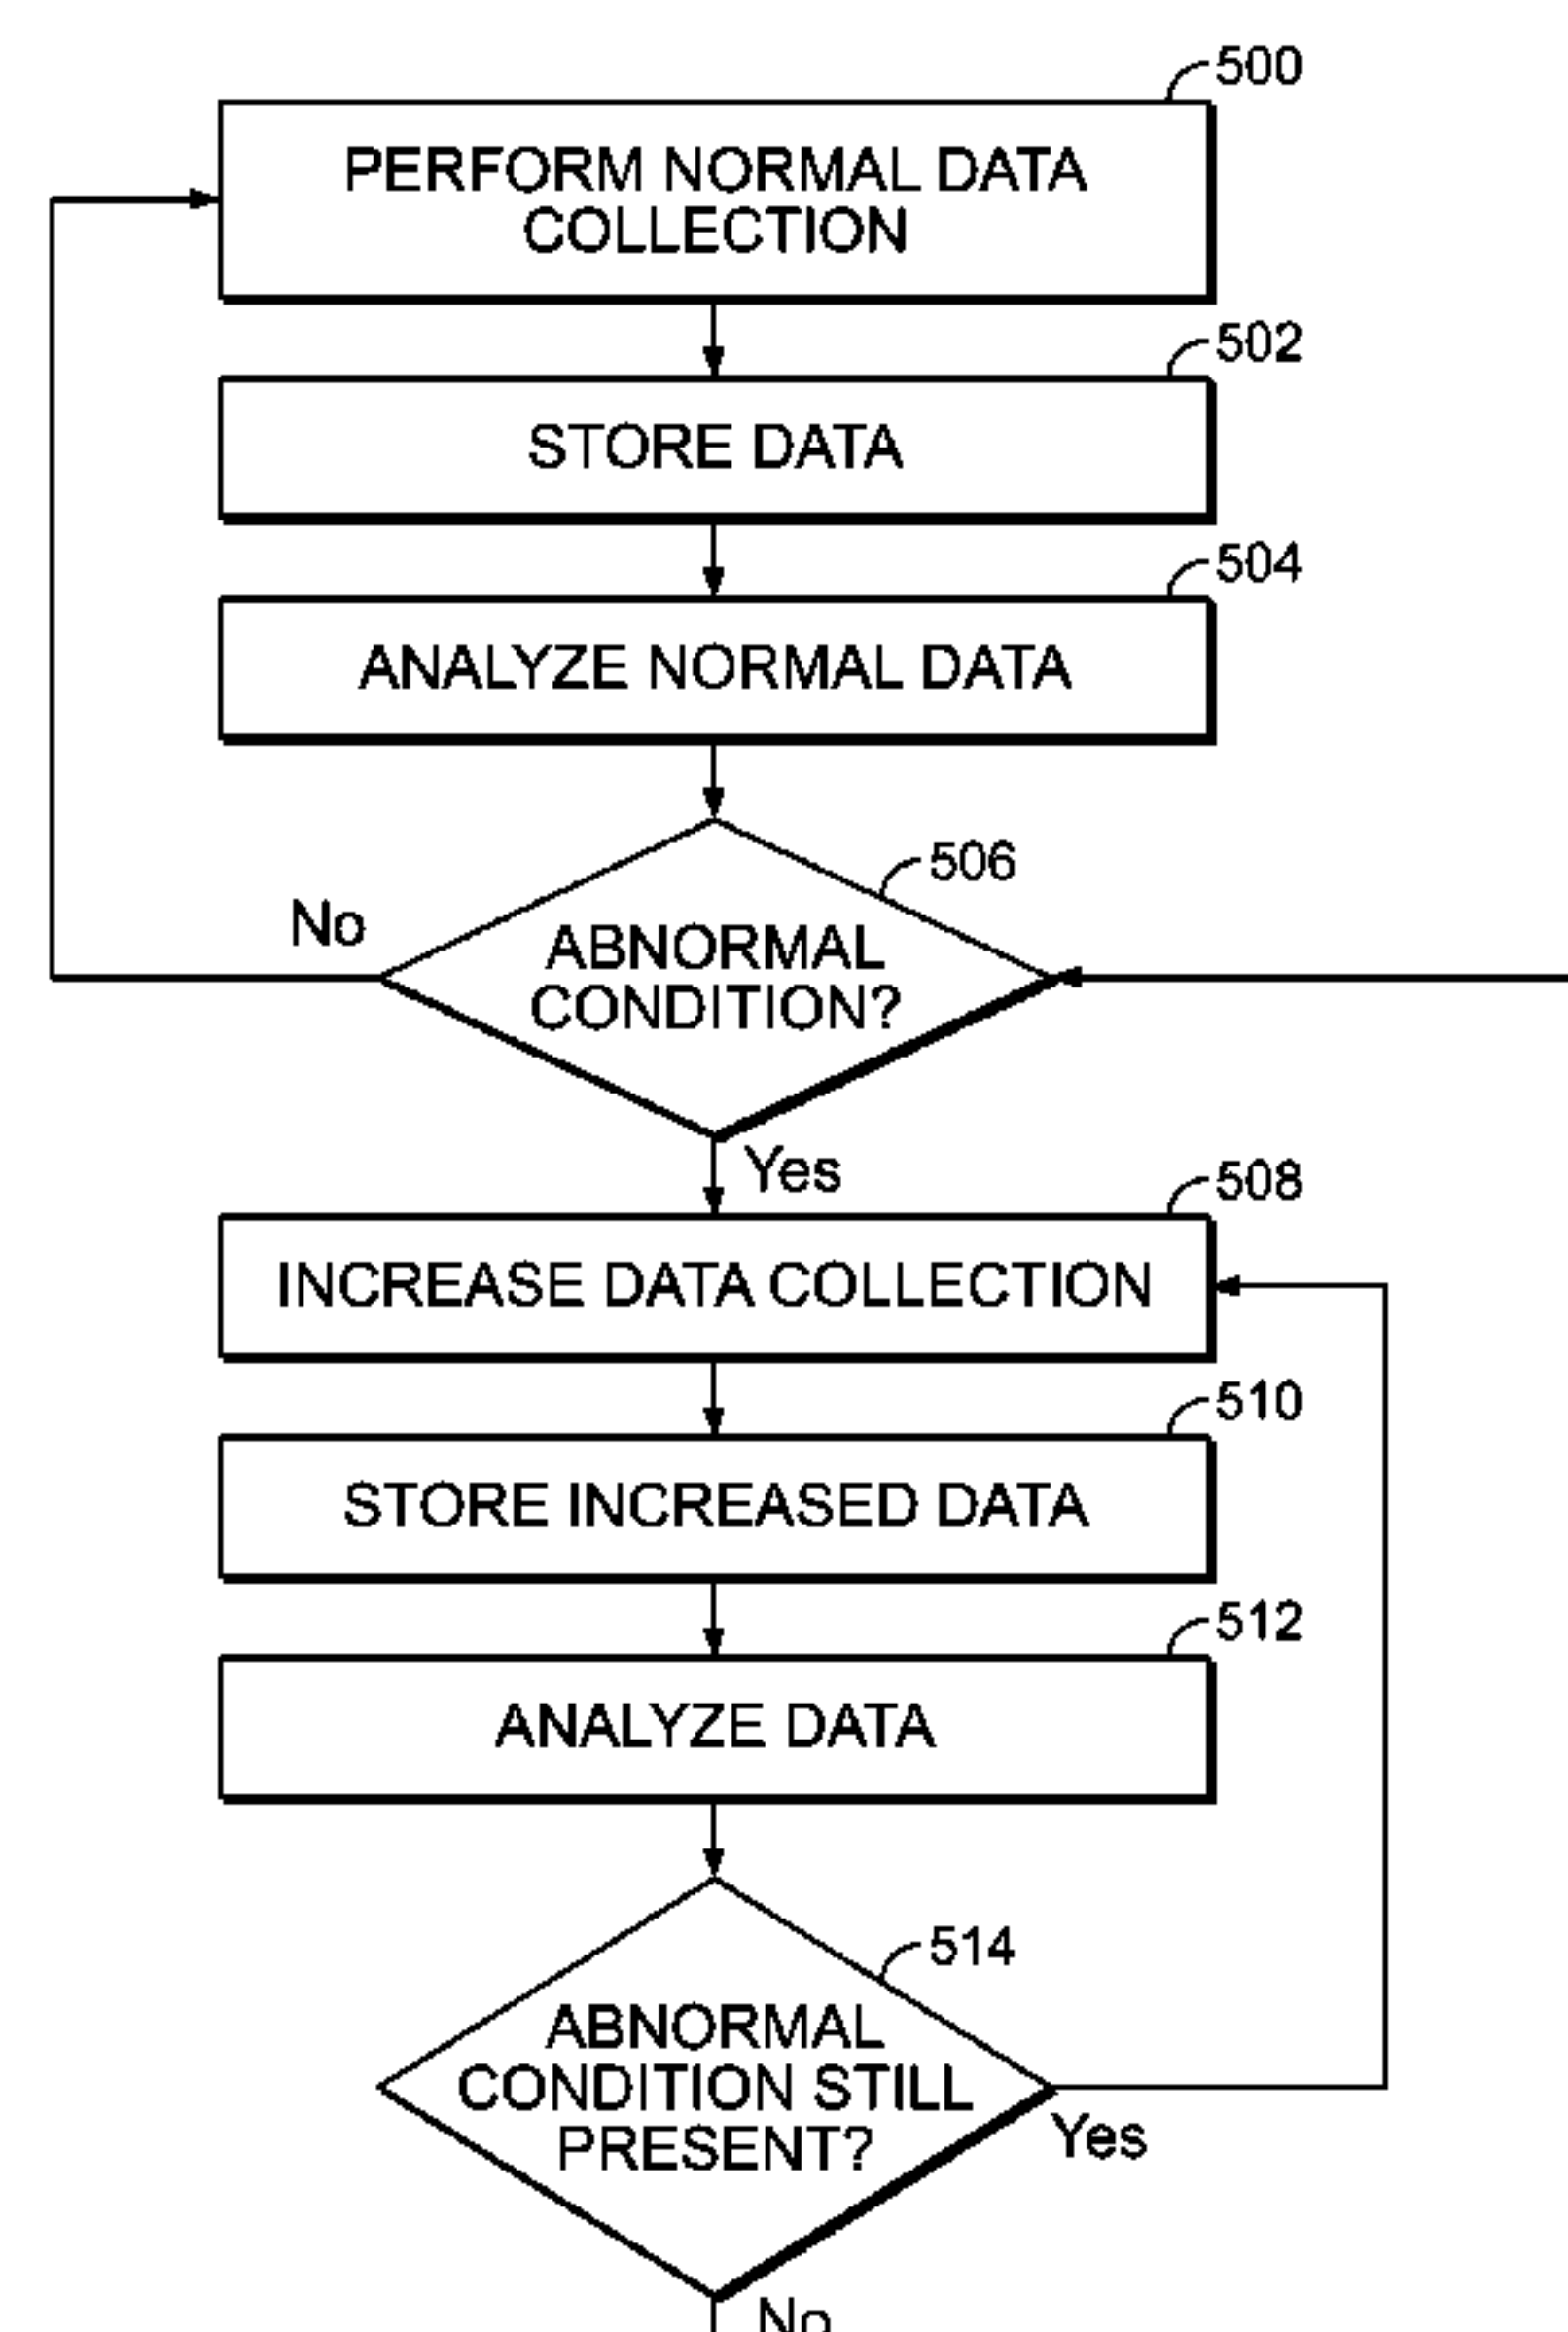 500
PERFORM NORMAL DATA
COLLECTION
502
STORE DATA
504
ANALYZE NORMAL DATA
506
No
ABNORMAL
CONDITION?
Yes
508
INCREASE DATA COLLECTION
510
STORE INCREASED DATA
512
ANALYZE DATA
514
ABNORMAL
CONDITION STILL
PRESENT?
Yes
No